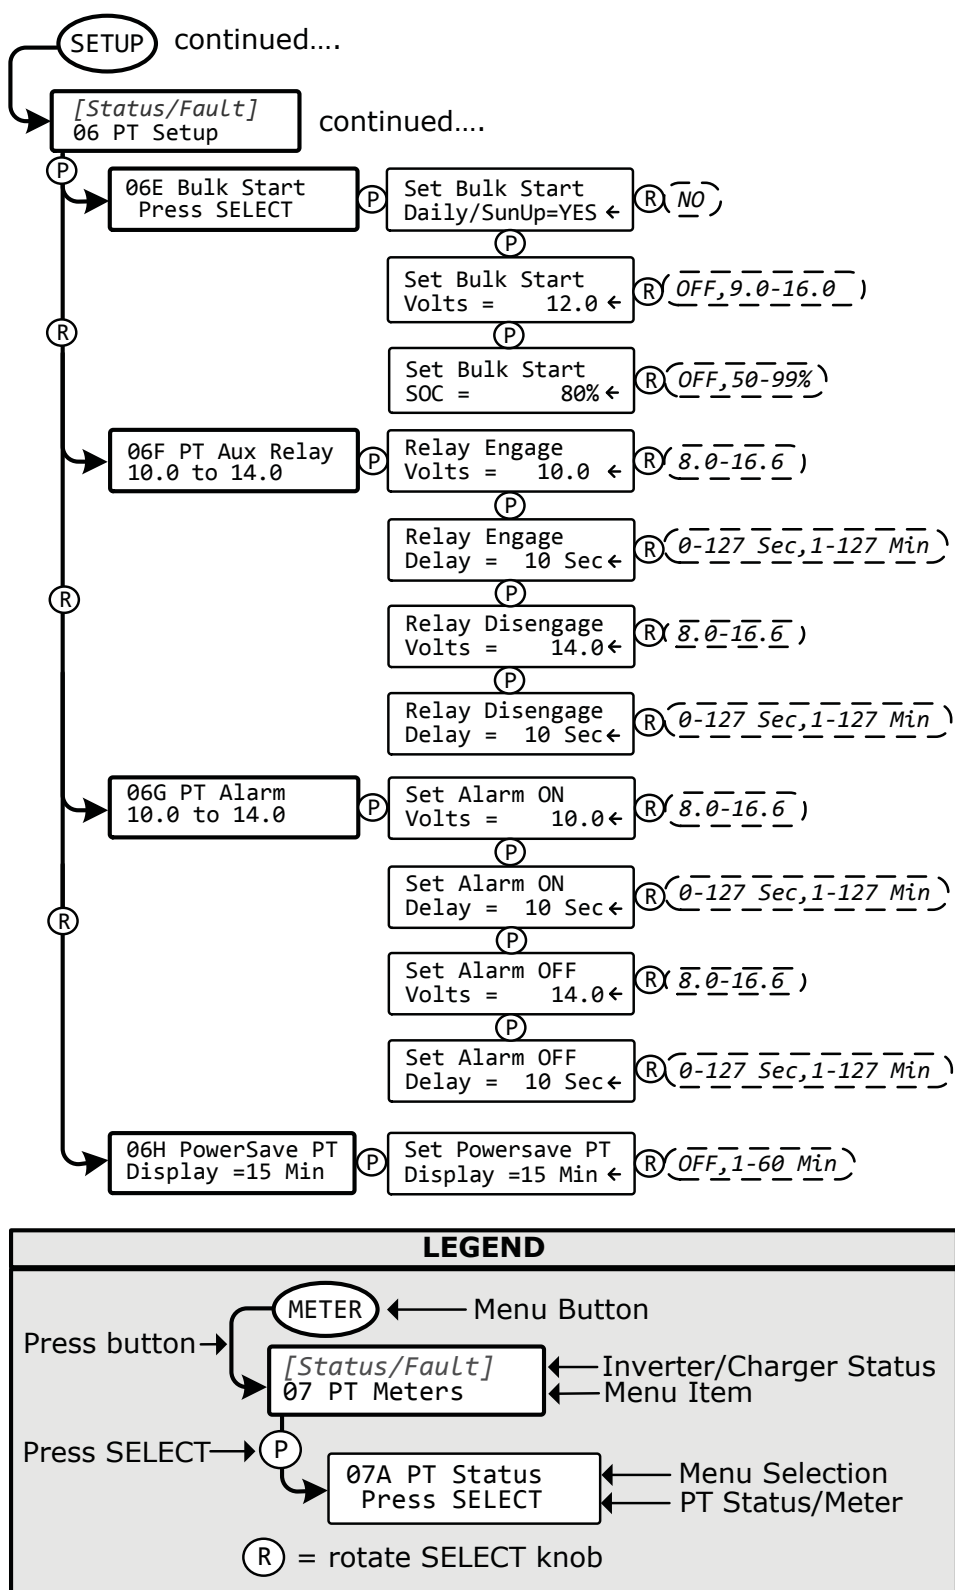 SETUP continued….
[Status/Fault]
06 PT Setup
continued….
P
06E Bulk Start
Press SELECT
P
Set Bulk Start
Daily/SunUp=YES ←
R
NO
P
Set Bulk Start
Volts = 12.0 ←
R
OFF,9.0-16.0
R
P
Set Bulk Start
SOC = 80% ←
R
OFF,50-99%
06F PT Aux Relay
10.0 to 14.0
P
Relay Engage
Volts = 10.0 ←
R
8.0-16.6
P
Relay Engage
Delay = 10 Sec ←
R
0-127 Sec,1-127 Min
R
P
Relay Disengage
Volts = 14.0 ←
R
8.0-16.6
P
Relay Disengage
Delay = 10 Sec ←
R
0-127 Sec,1-127 Min
06G PT Alarm
10.0 to 14.0
P
Set Alarm ON
Volts = 10.0 ←
R
8.0-16.6
P
Set Alarm ON
Delay = 10 Sec ←
R
0-127 Sec,1-127 Min
R
P
Set Alarm OFF
Volts = 14.0 ←
R
8.0-16.6
P
Set Alarm OFF
Delay = 10 Sec ←
R
0-127 Sec,1-127 Min
06H PowerSave PT
Display =15 Min
P
Set Powersave PT
Display =15 Min ←
R
OFF,1-60 Min
LEGEND
METER
Menu Button
Press button
[Status/Fault]
07 PT Meters
Inverter/Charger Status
Menu Item
Press SELECT
P
07A PT Status
Press SELECT
Menu Selection
PT Status/Meter
R = rotate SELECT knob